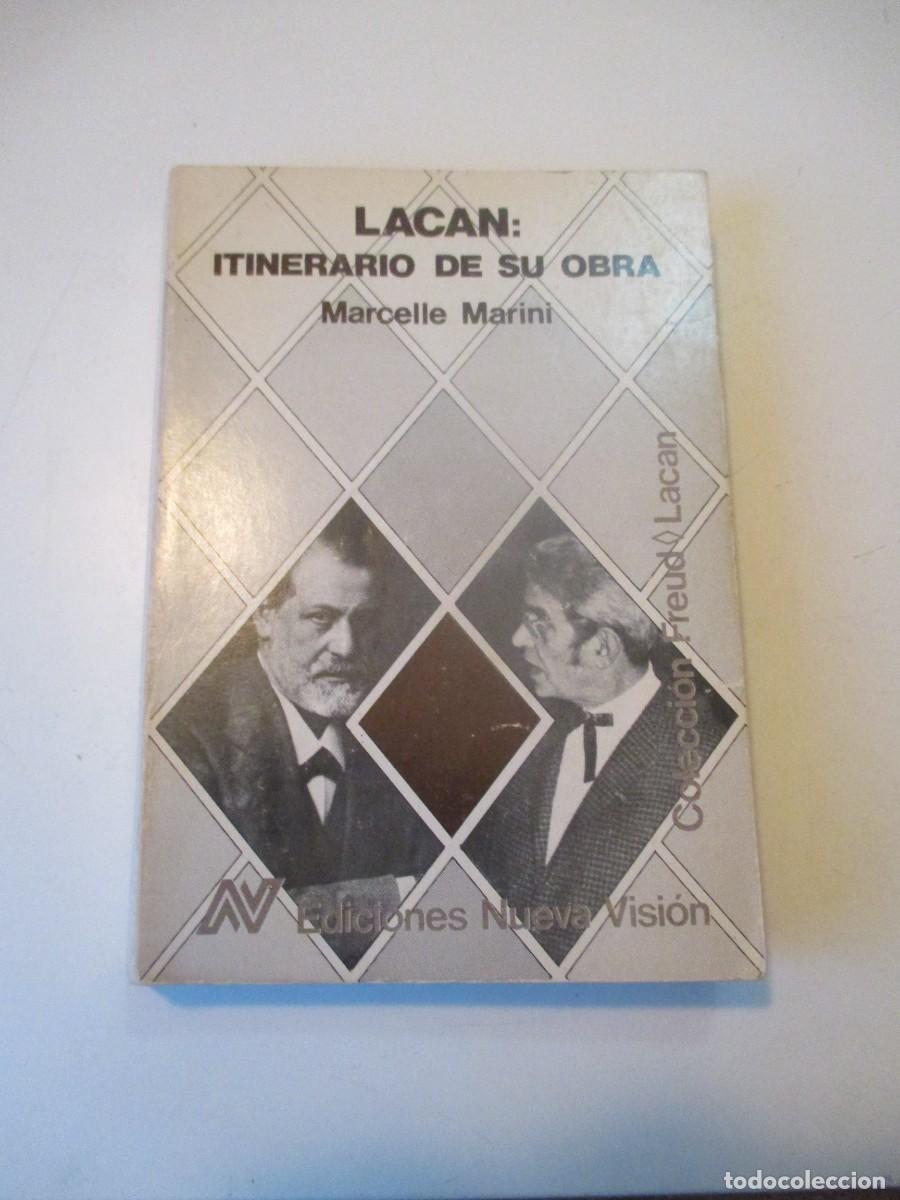 LACAN:
ITINERARIO DE SU OBRA
Marcelle Marini
Colección Freud ◊ Lacan
Ediciones Nueva Visión
todocoleccion